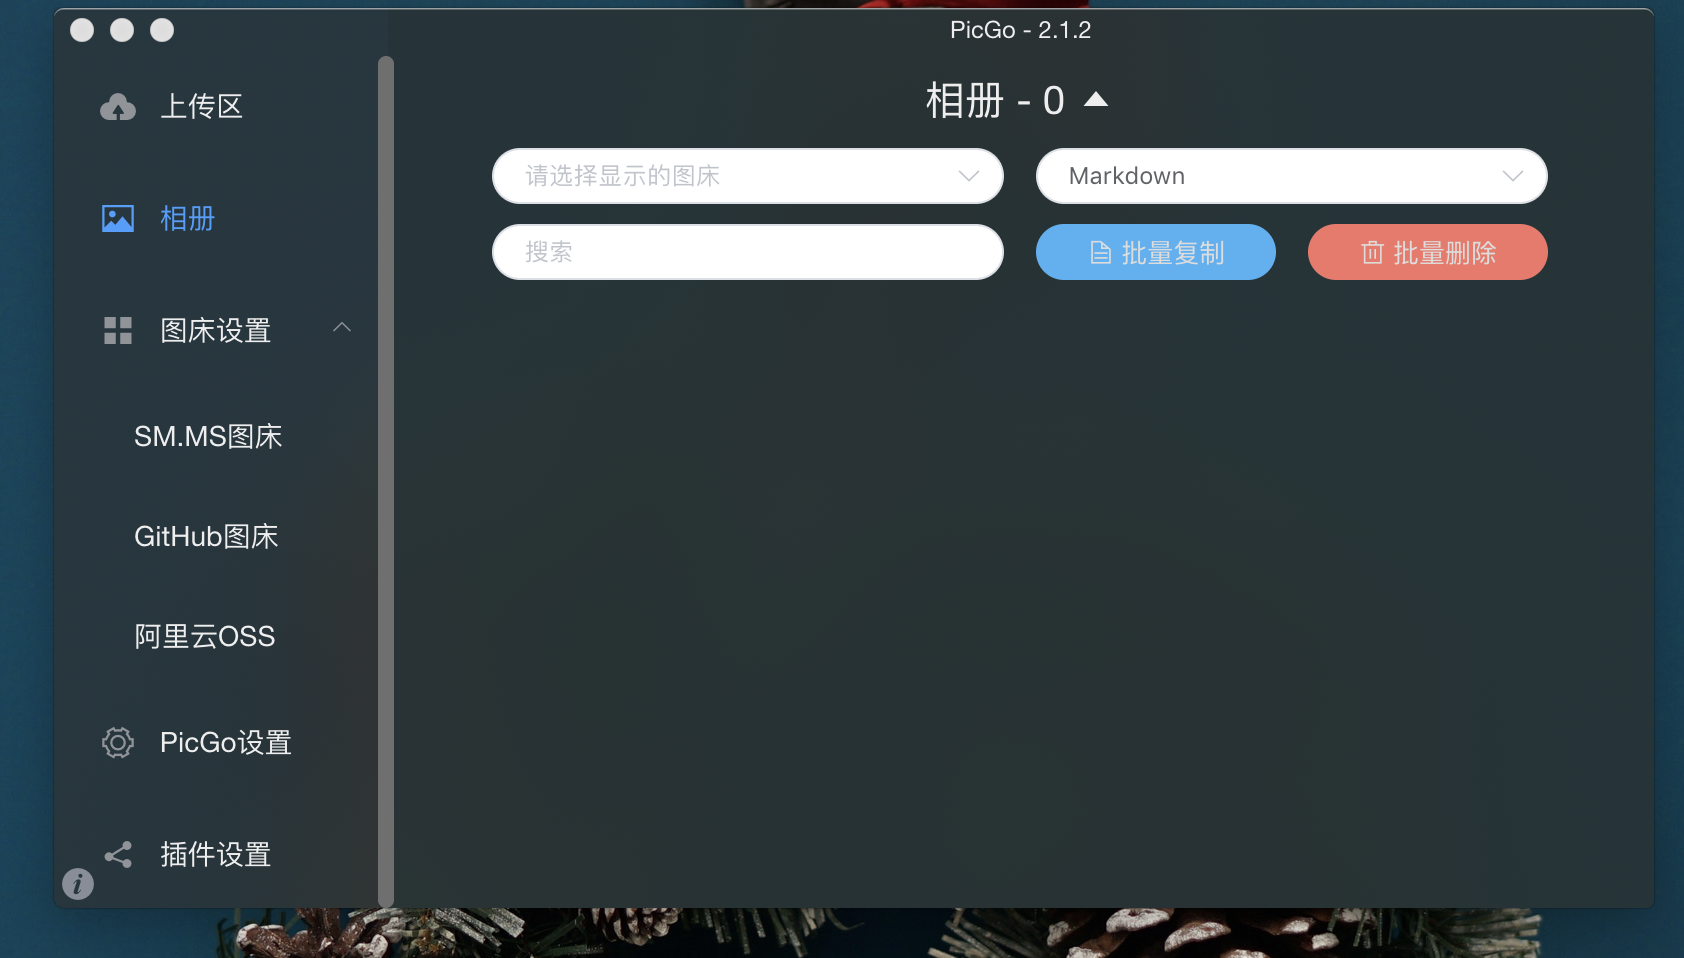 PicGo - 2.1.2
上传区
相册
图床设置
SM.MS图床
GitHub图床
阿里云OSS
PicGo设置
插件设置
i
相册 - 0
请选择显示的图床
Markdown
搜索
批量复制
批量删除